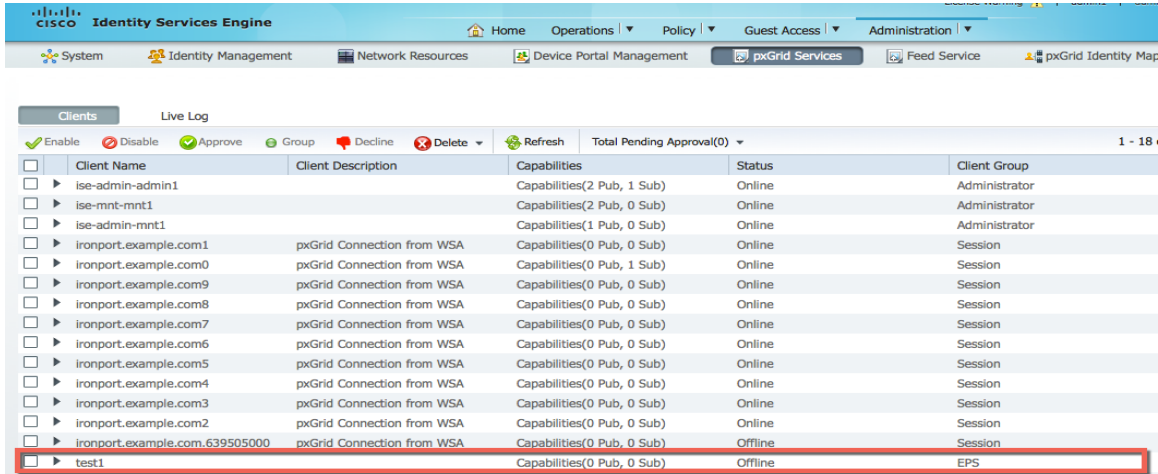 cisco Identity Services Engine
Home Operations Policy Guest Access Administration
System Identity Management Network Resources Device Portal Management pxGrid Services Feed Service pxGrid Identity Map
Clients Live Log
Enable Disable Approve Group Decline Delete Refresh Total Pending Approval(0) 1 - 18
Client Name Client Description Capabilities Status Client Group
ise-admin-admin1 Capabilities(2 Pub, 1 Sub) Online Administrator
ise-mnt-mnt1 Capabilities(2 Pub, 0 Sub) Online Administrator
ise-admin-mnt1 Capabilities(1 Pub, 0 Sub) Online Administrator
ironport.example.com1 pxGrid Connection from WSA Capabilities(0 Pub, 0 Sub) Online Session
ironport.example.com0 pxGrid Connection from WSA Capabilities(0 Pub, 1 Sub) Online Session
ironport.example.com9 pxGrid Connection from WSA Capabilities(0 Pub, 0 Sub) Online Session
ironport.example.com8 pxGrid Connection from WSA Capabilities(0 Pub, 0 Sub) Online Session
ironport.example.com7 pxGrid Connection from WSA Capabilities(0 Pub, 0 Sub) Online Session
ironport.example.com6 pxGrid Connection from WSA Capabilities(0 Pub, 0 Sub) Online Session
ironport.example.com5 pxGrid Connection from WSA Capabilities(0 Pub, 0 Sub) Online Session
ironport.example.com4 pxGrid Connection from WSA Capabilities(0 Pub, 0 Sub) Online Session
ironport.example.com3 pxGrid Connection from WSA Capabilities(0 Pub, 0 Sub) Online Session
ironport.example.com2 pxGrid Connection from WSA Capabilities(0 Pub, 0 Sub) Online Session
ironport.example.com.639505000 pxGrid Connection from WSA Capabilities(0 Pub, 0 Sub) Offline Session
test1 Capabilities(0 Pub, 0 Sub) Offline EPS